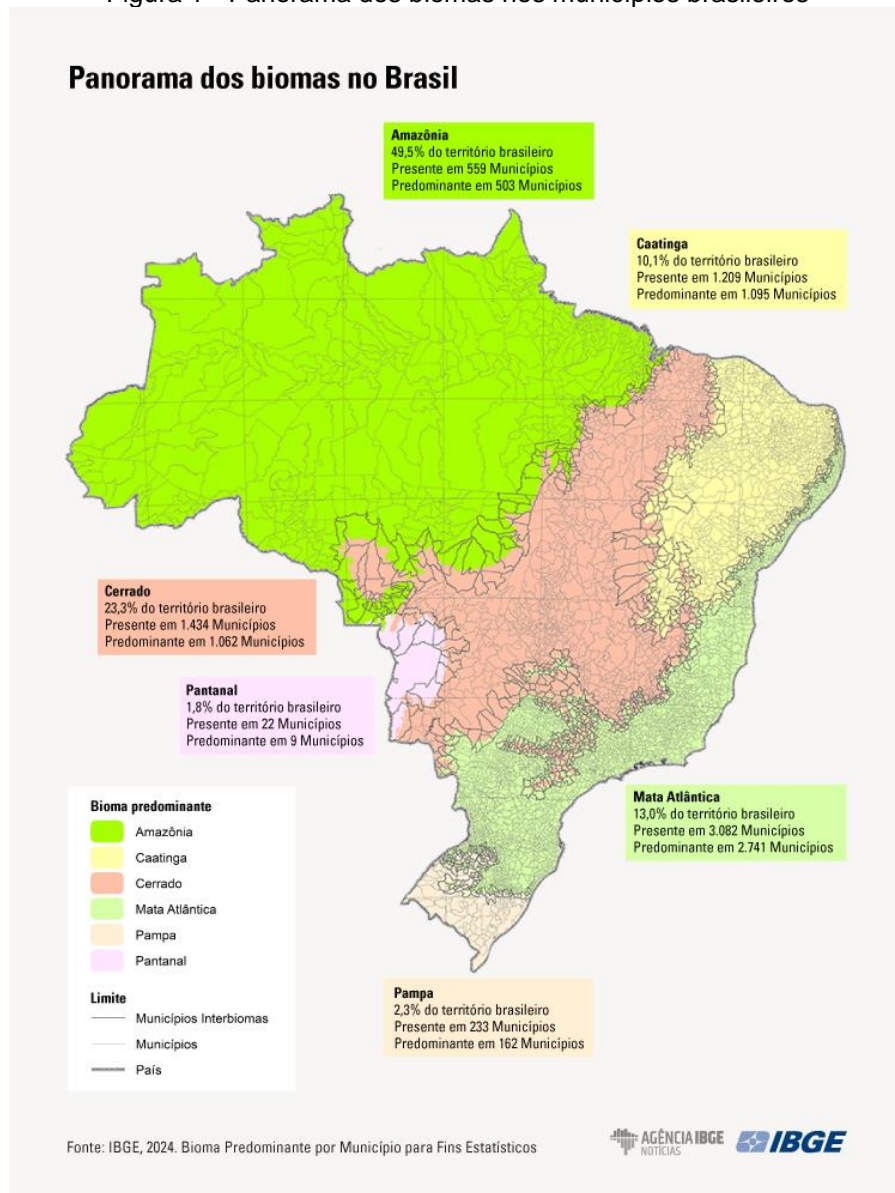 Figura 1 - Panorama dos biomas nos municípios brasileiros
Panorama dos biomas no Brasil
Amazônia
49,5% do território brasileiro
Presente em 559 Municípios
Predominante em 503 Municípios
Caatinga
10,1% do território brasileiro
Presente em 1.209 Municípios
Predominante em 1.095 Municípios
Cerrado
23,3% do território brasileiro
Presente em 1.434 Municípios
Predominante em 1.062 Municípios
Pantanal
1,8% do território brasileiro
Presente em 22 Municípios
Predominante em 9 Municípios
Mata Atlântica
13,0% do território brasileiro
Presente em 3.082 Municípios
Predominante em 2.741 Municípios
Bioma predominante
Amazônia
Caatinga
Cerrado
Mata Atlântica
Pampa
Pantanal
Limite
Municípios Interbiomas
Municípios
País
Pampa
2,3% do território brasileiro
Presente em 233 Municípios
Predominante em 162 Municípios
Fonte: IBGE, 2024. Bioma Predominante por Município para Fins Estatísticos
AGÊNCIA IBGE
NOTÍCIAS
IBGE